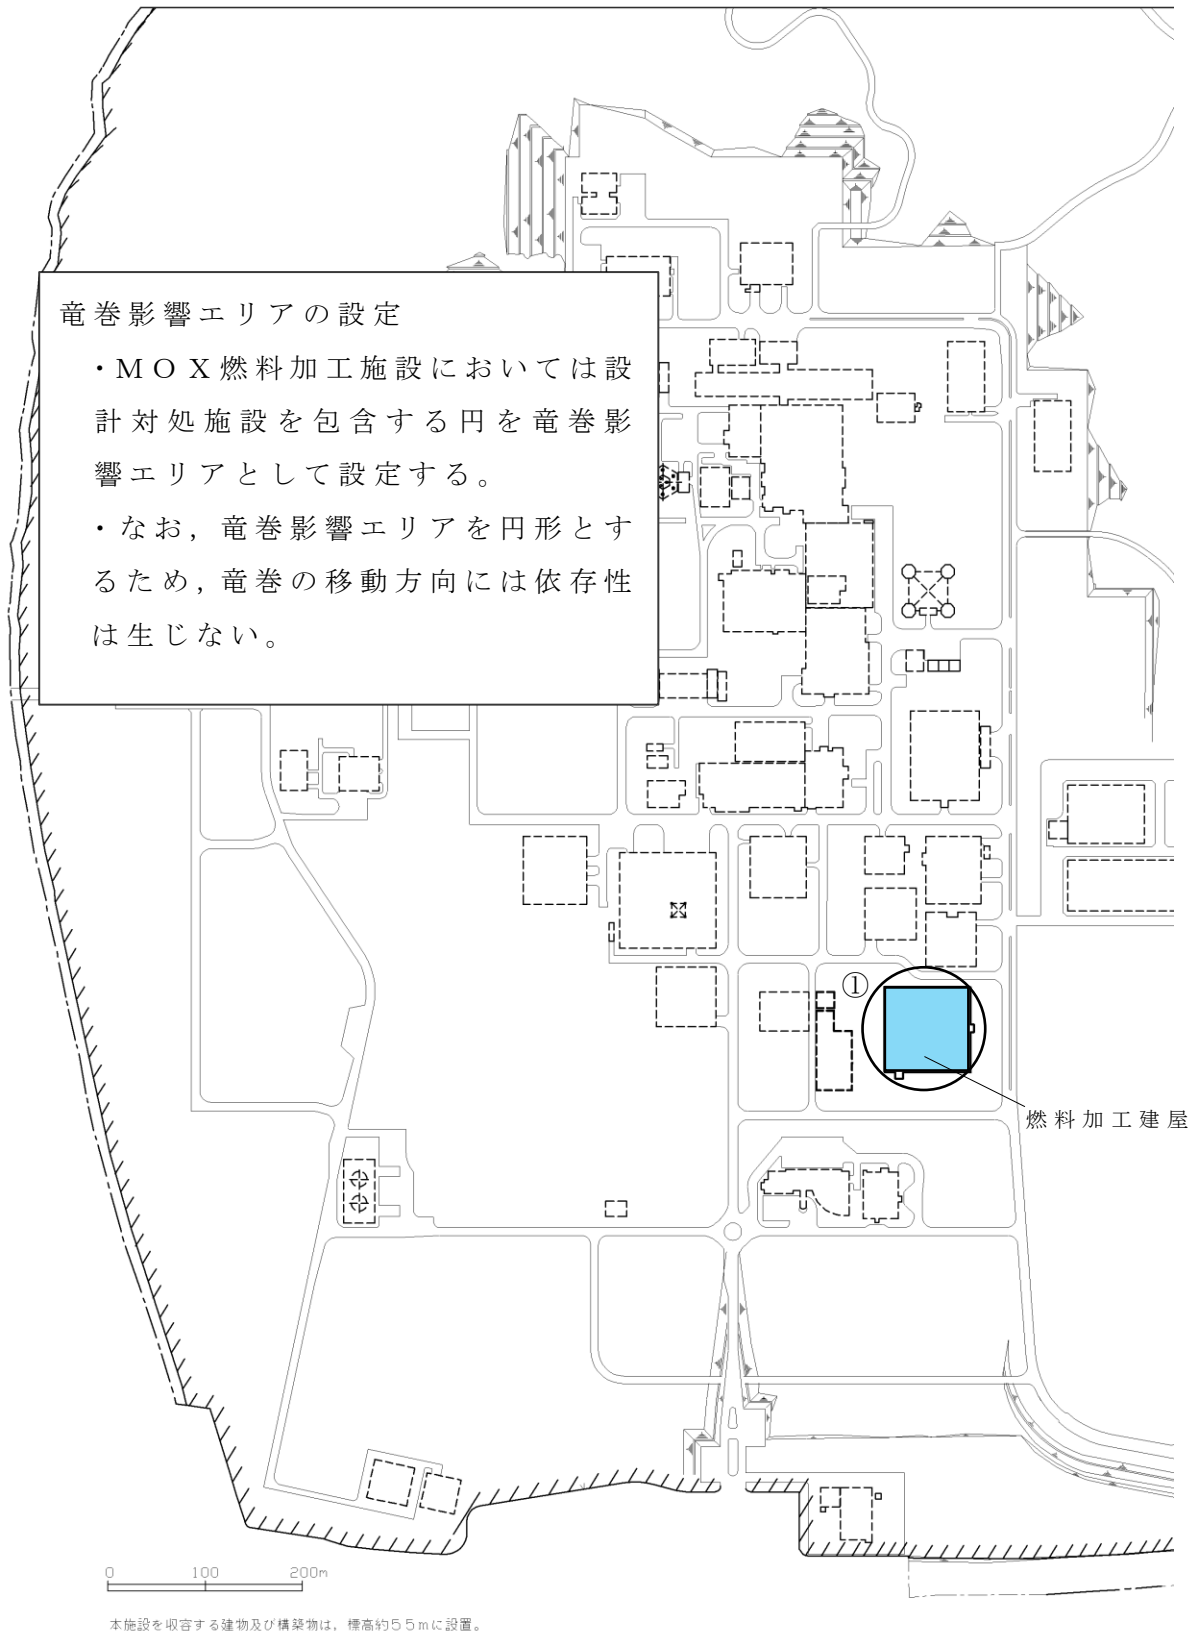 竜巻影響エリアの設定
・MOX燃料加工施設においては設
計対処施設を包含する円を竜巻影
響エリアとして設定する。
・なお，竜巻影響エリアを円形とす
るため，竜巻の移動方向には依存性
は生じない。
①
燃料加工建屋
0 100 200m
本施設を収容する建物及び構築物は，標高約55mに設置。